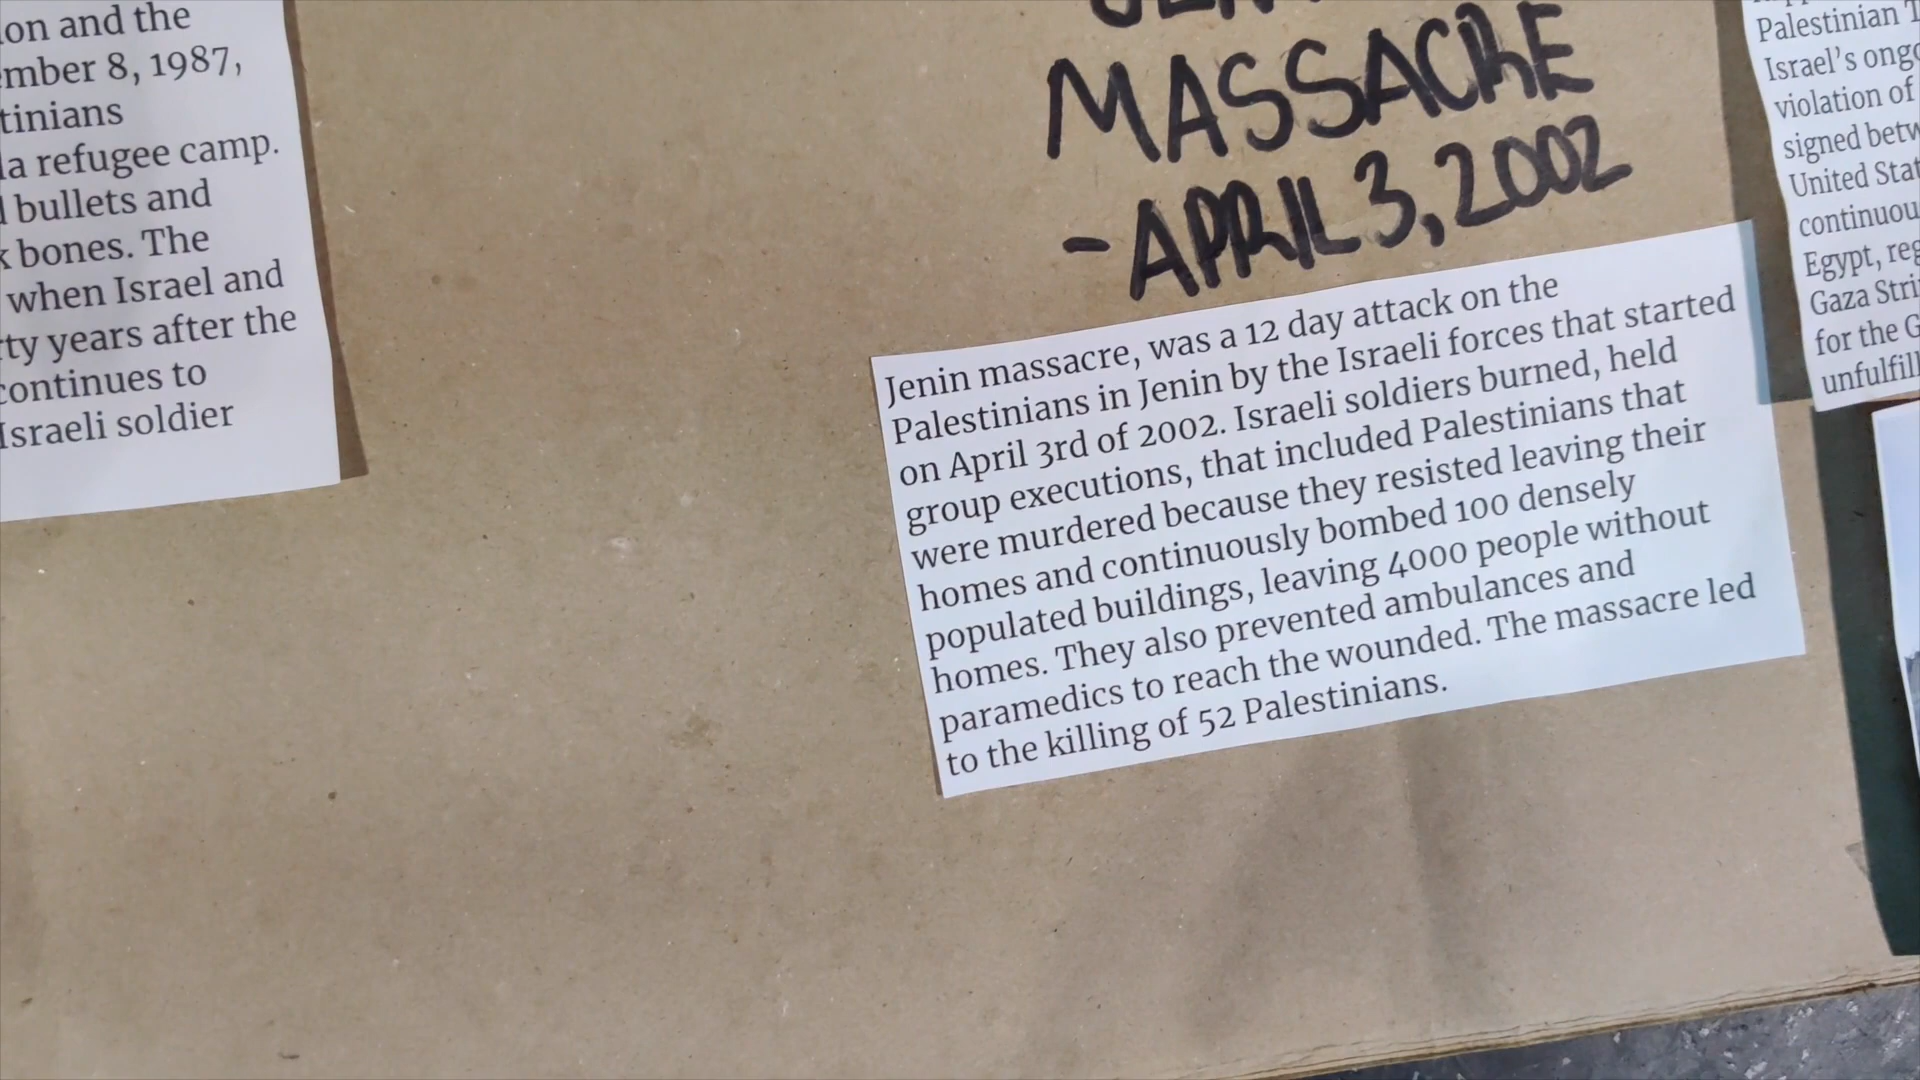 on and the
mber 8, 1987,
tinians
la refugee camp.
bullets and
bones. The
when Israel and
ty years after the
continues to
Israeli soldier
MASSACRE
-APRIL 3, 2002
Jenin massacre, was a 12 day attack on the
Palestinians in Jenin by the Israeli forces that started
on April 3rd of 2002. Israeli soldiers burned, held
group executions, that included Palestinians that
were murdered because they resisted leaving their
homes and continuously bombed 100 densely
populated buildings, leaving 4000 people without
homes. They also prevented ambulances and
paramedics to reach the wounded. The massacre led
to the killing of 52 Palestinians.
Palestinian
Israel's ong
violation of
signed betw
United Stat
continuou
Egypt, reg
Gaza Stri
for the G
unfulfill